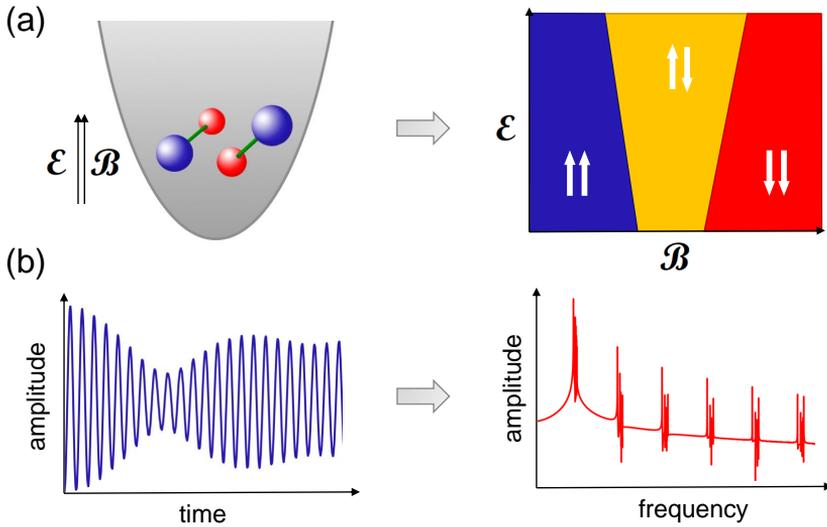 (a)
ℰ ℬ
ℰ
ℬ
(b)
amplitude
time
amplitude
frequency